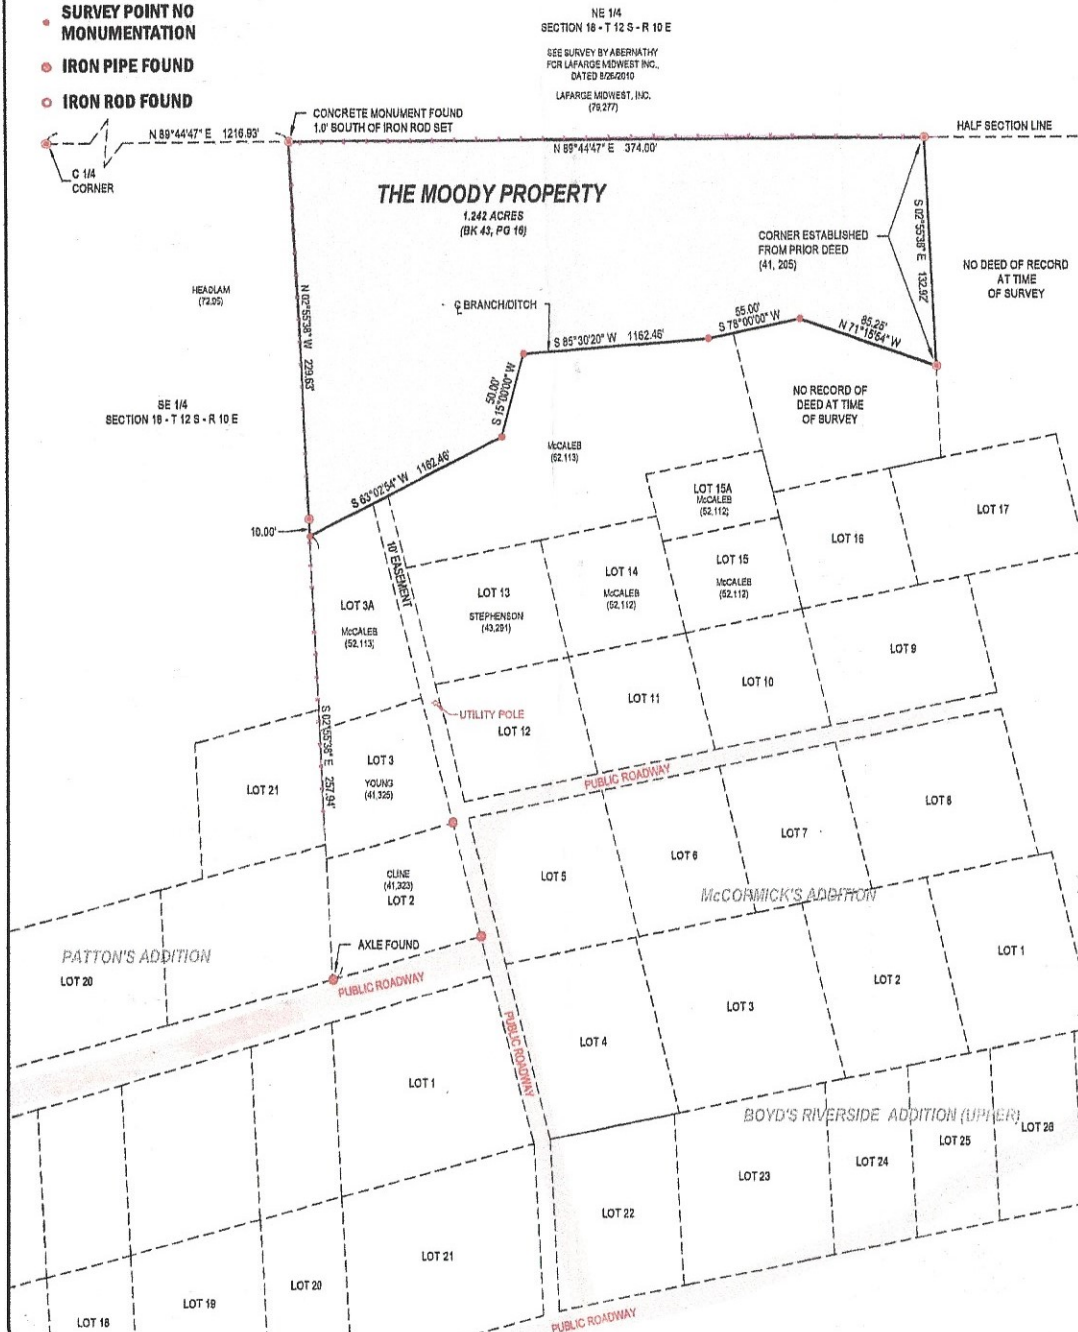 SURVEY POINT NO
MONUMENTATION
IRON PIPE FOUND
IRON ROD FOUND
NE 1/4
SECTION 18 - T 12 S - R 10 E
SEE SURVEY BY ABERNATHY
FOR LAFARGE MIDWEST INC.,
DATED 8/26/2010
LAFARGE MIDWEST, INC.
(79,277)
CONCRETE MONUMENT FOUND
1.0' SOUTH OF IRON ROD SET
N 89°44'47" E 1216.93'
N 89°44'47" E 374.00'
HALF SECTION LINE
C 1/4
CORNER
THE MOODY PROPERTY
1.242 ACRES
(BK 43, PG 16)
CORNER ESTABLISHED
FROM PRIOR DEED
(41, 205)
S 02°55'38" E 132.92'
NO DEED OF RECORD
AT TIME
OF SURVEY
HEADLAM
N 02°55'38" W 229.63'
℄ BRANCH/DITCH
55.00'
S 78°00'00" W
85.25'
N 71°15'54" W
S 85°30'20" W 1162.46'
50.00'
S 15°00'00" W
SE 1/4
SECTION 18 - T 12 S - R 10 E
NO RECORD OF
DEED AT TIME
OF SURVEY
McCALEB
(52,113)
S 63°02'54" W 1162.46'
10.00'
10' EASEMENT
LOT 15A
McCALEB
(52,112)
LOT 17
LOT 16
LOT 15
McCALEB
(52,112)
LOT 14
McCALEB
(52,112)
LOT 13
STEPHENSON
(43,291)
LOT 3A
McCALEB
(52,113)
LOT 9
LOT 10
LOT 11
UTILITY POLE
LOT 12
S 02°55'38" E 257.94'
LOT 3
YOUNG
(41,325)
LOT 21
PUBLIC ROADWAY
LOT 8
LOT 7
LOT 6
LOT 5
CLINE
(41,323)
LOT 2
McCORMICK'S ADDITION
AXLE FOUND
PATTON'S ADDITION
LOT 20
PUBLIC ROADWAY
LOT 1
LOT 2
LOT 3
LOT 4
PUBLIC ROADWAY
LOT 1
BOYD'S RIVERSIDE ADDITION (UPPER)
LOT 26
LOT 25
LOT 24
LOT 23
LOT 22
LOT 21
LOT 20
LOT 19
LOT 18
PUBLIC ROADWAY